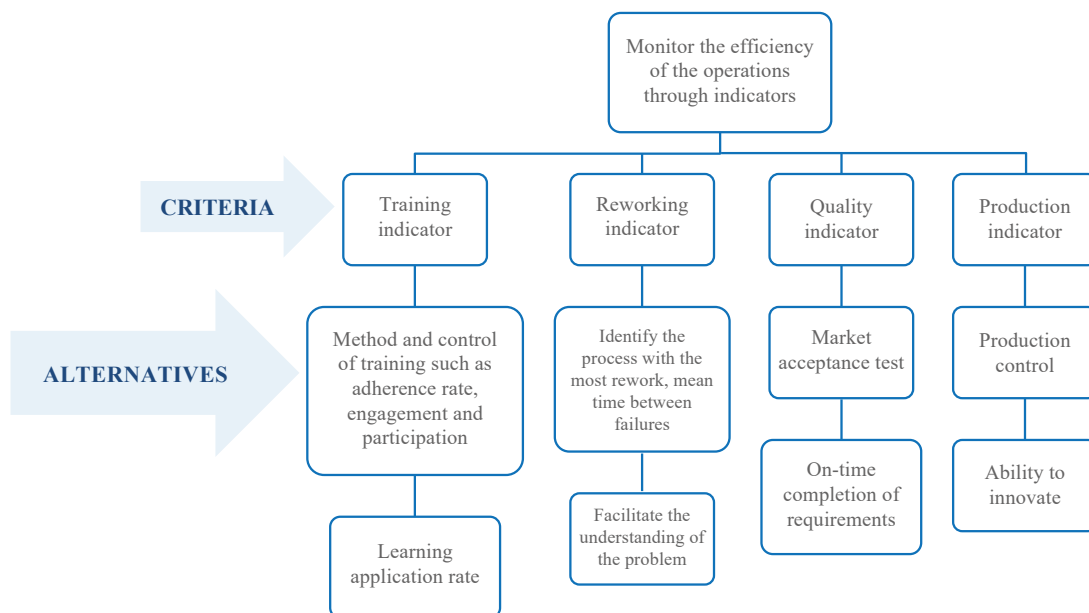 Monitor the efficiency
of the operations
through indicators
CRITERIA
Training
indicator
Reworking
indicator
Quality
indicator
Production
indicator
ALTERNATIVES
Method and control
of training such as
adherence rate,
engagement and
participation
Identify the
process with the
most rework, mean
time between
failures
Market
acceptance test
Production
control
Learning
application rate
Facilitate the
understanding of
the problem
On-time
completion of
requirements
Ability to
innovate